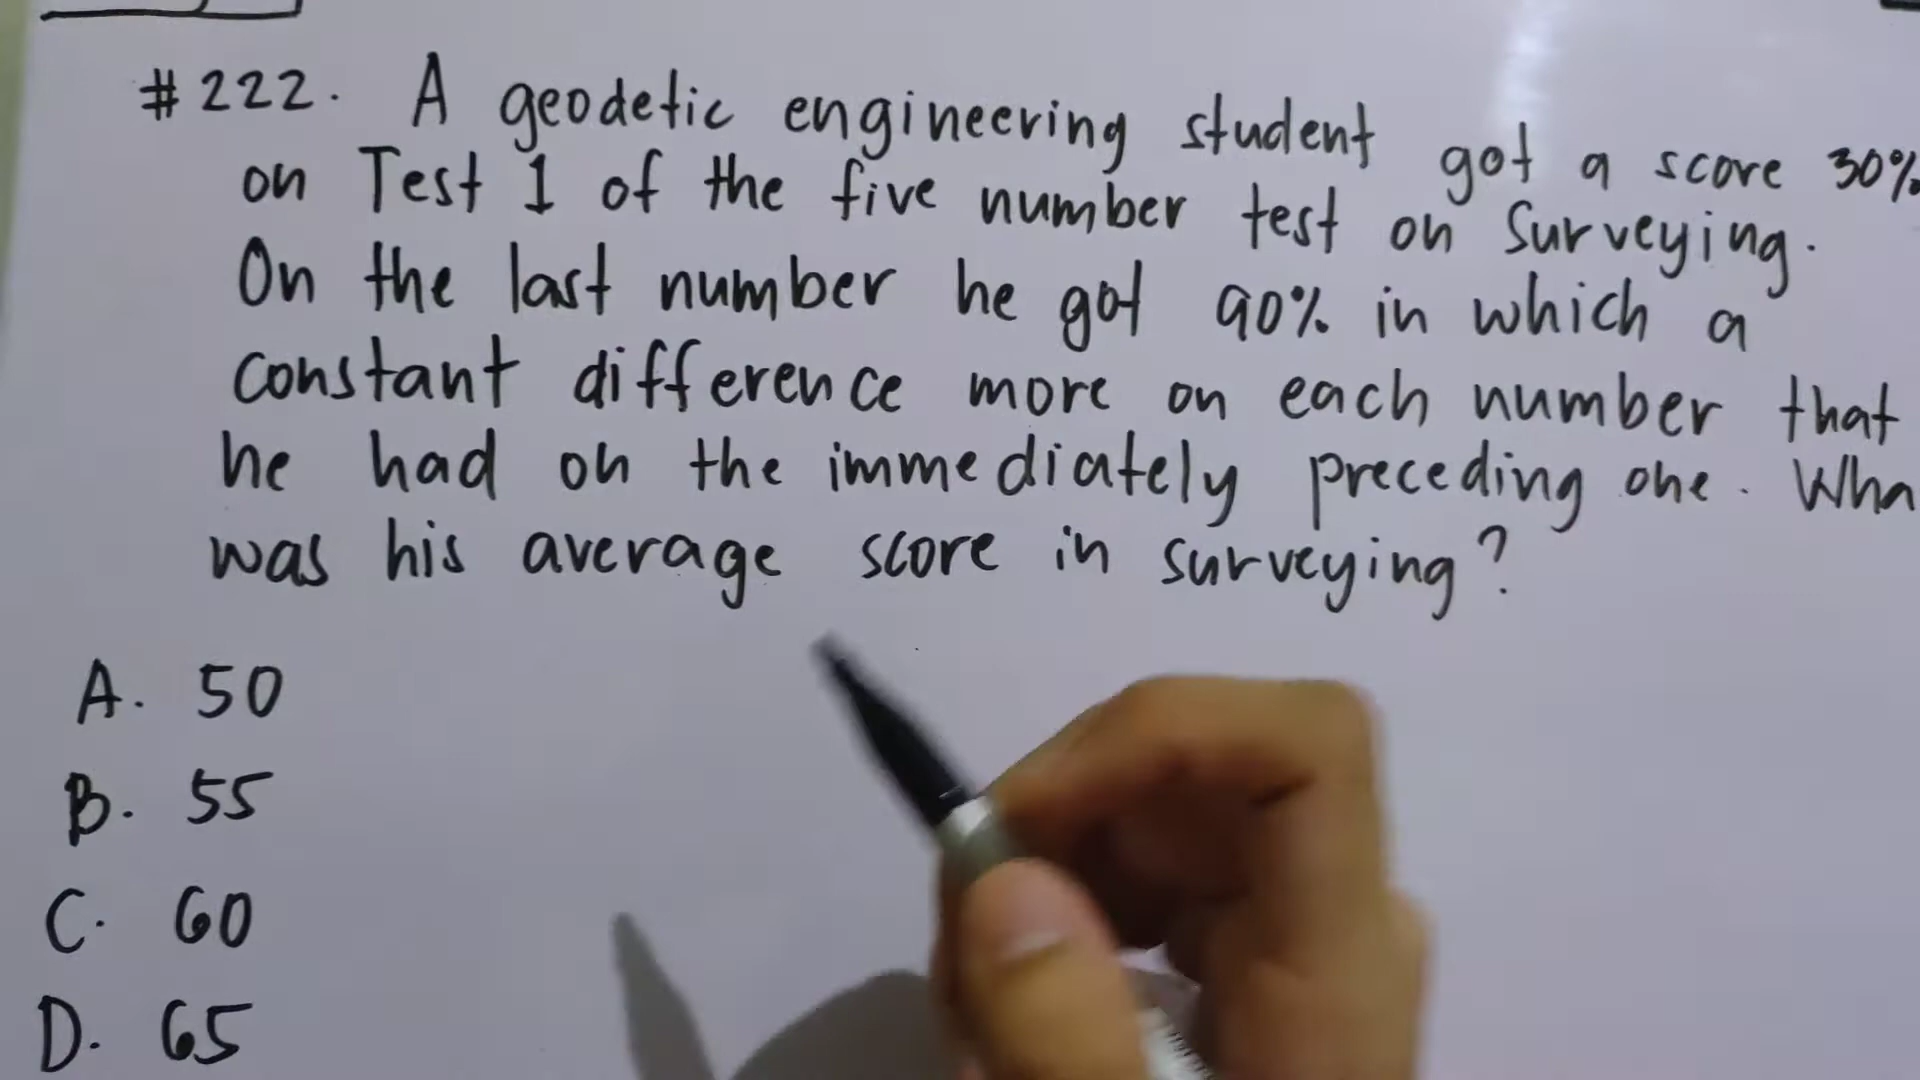 #222. A geodetic engineering student got a score 30%
on Test 1 of the five number test on Surveying.
On the last number he got 90% in which a
constant difference more on each number that
he had on the immediately preceding one. Wha
was his average score in surveying?
A. 50
B. 55
C. 60
D. 65